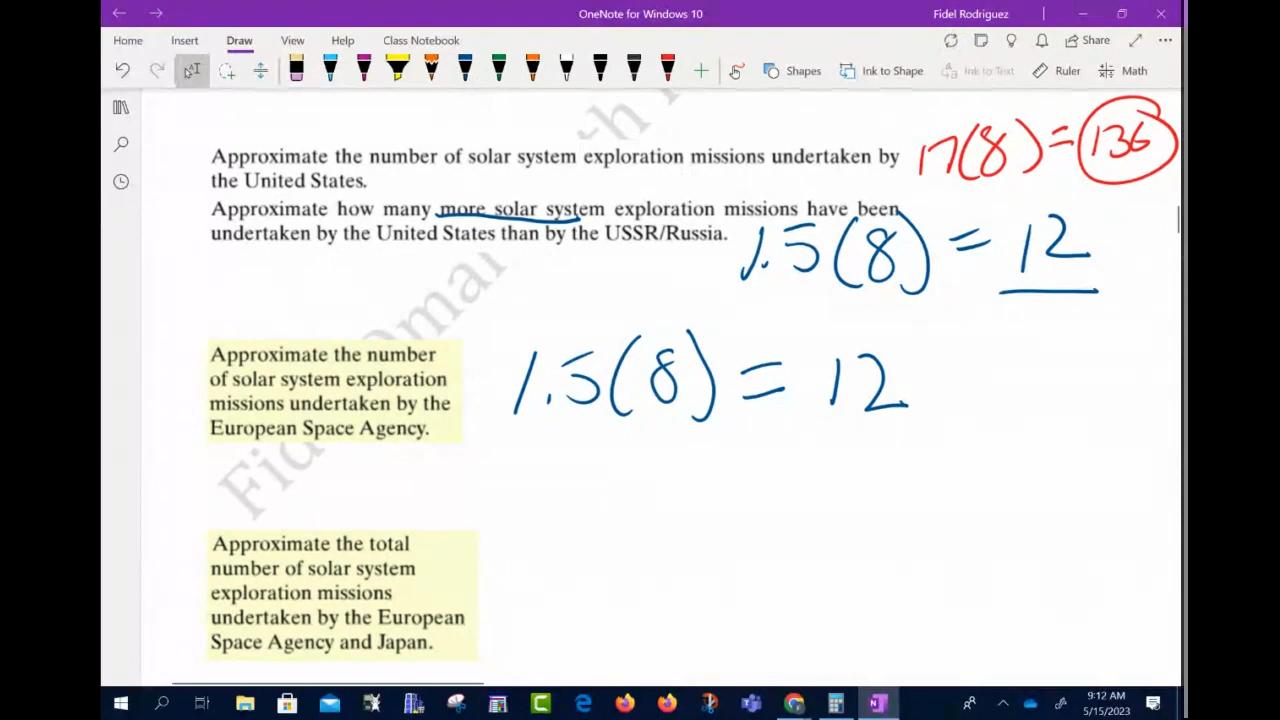 OneNote for Windows 10
Fidel Rodriguez
Home Insert Draw View Help Class Notebook
Share
Shapes Ink to Shape Ink to Text Ruler Math
Approximate the number of solar system exploration missions undertaken by
the United States.
17(8) = 136
Approximate how many more solar system exploration missions have been
undertaken by the United States than by the USSR/Russia.
1.5(8) = 12
Approximate the number
of solar system exploration
missions undertaken by the
European Space Agency.
1.5(8) = 12
Approximate the total
number of solar system
exploration missions
undertaken by the European
Space Agency and Japan.
9:12 AM
5/15/2023